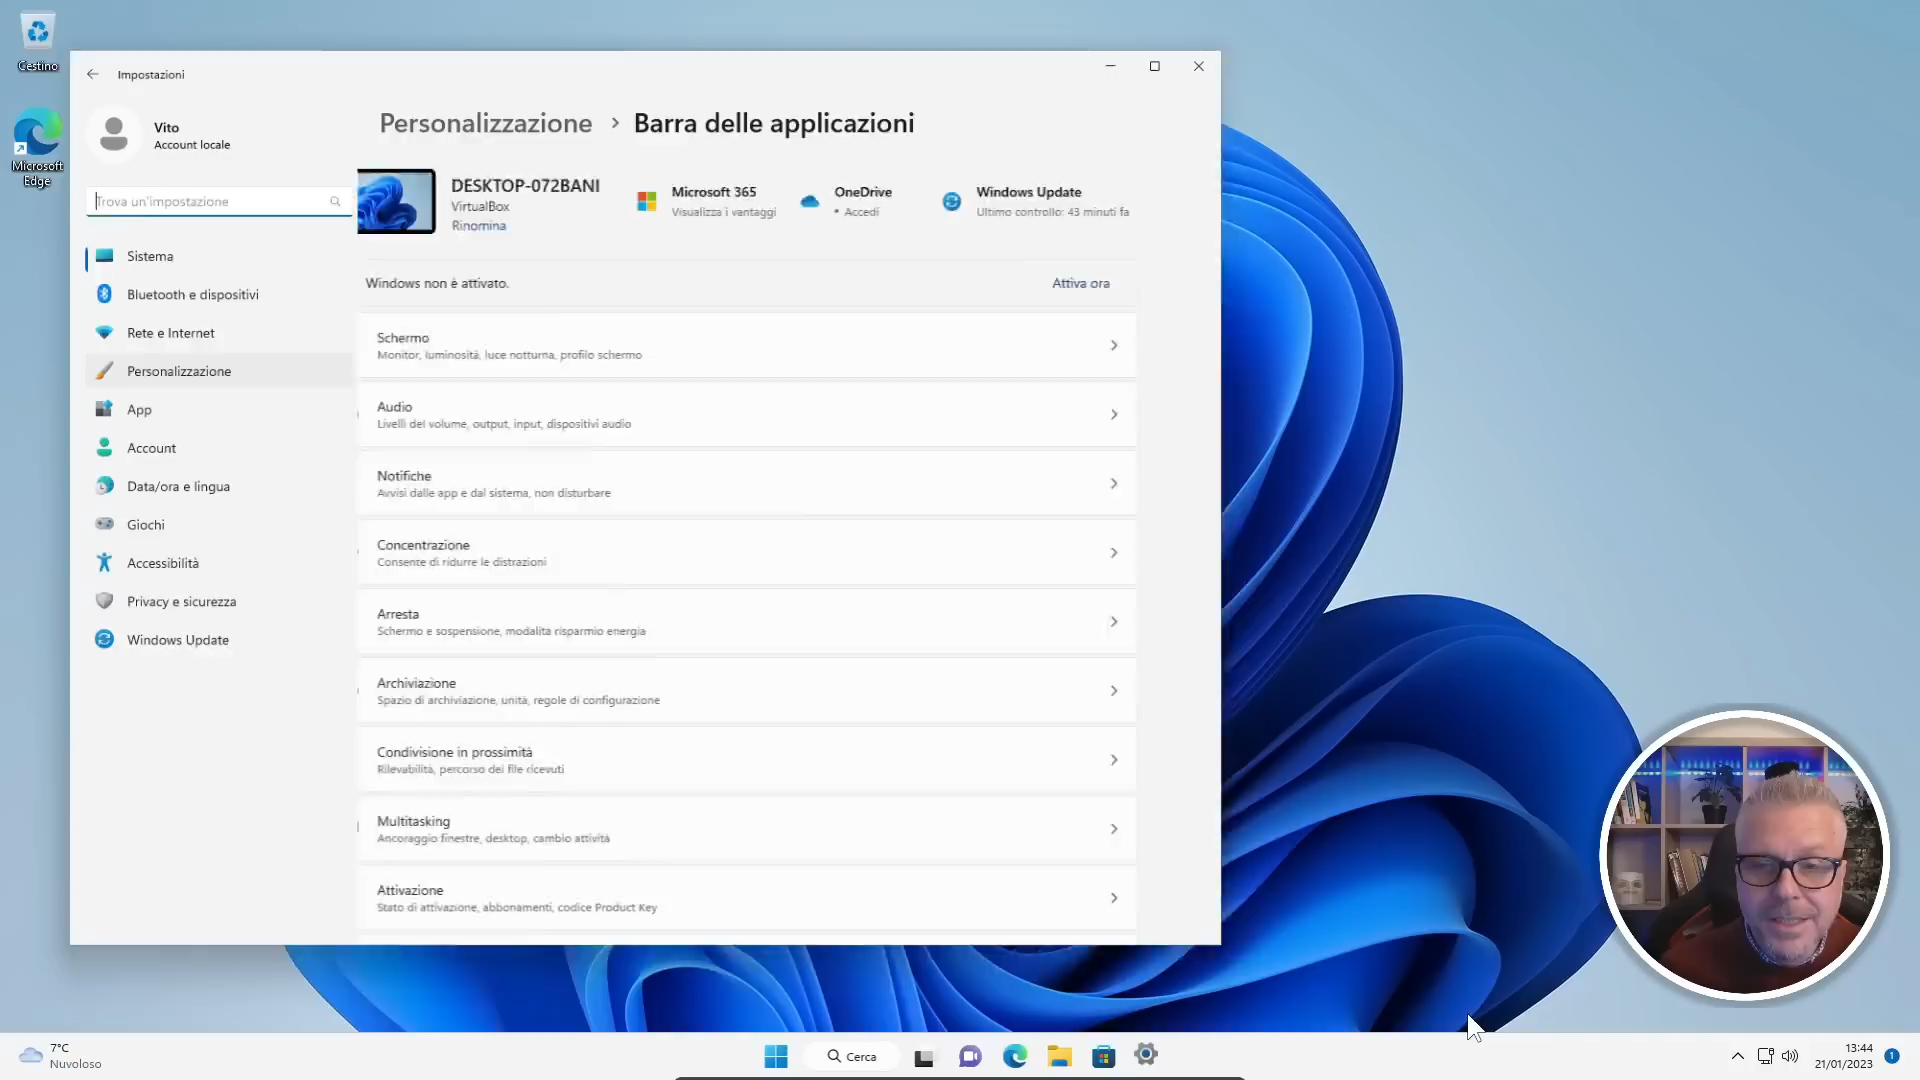 Cestino
Microsoft
Edge
Impostazioni
Vito
Account locale
Trova un'impostazione
Sistema
Bluetooth e dispositivi
Rete e Internet
Personalizzazione
App
Account
Data/ora e lingua
Giochi
Accessibilità
Privacy e sicurezza
Windows Update
Personalizzazione › Barra delle applicazioni
DESKTOP-072BANI
VirtualBox
Rinomina
Microsoft 365
Visualizza i vantaggi
OneDrive
• Accedi
Windows Update
Ultimo controllo: 43 minuti fa
Windows non è attivato.
Attiva ora
Schermo
Monitor, luminosità, luce notturna, profilo schermo
Audio
Livelli del volume, output, input, dispositivi audio
Notifiche
Avvisi dalle app e dal sistema, non disturbare
Concentrazione
Consente di ridurre le distrazioni
Arresta
Schermo e sospensione, modalità risparmio energia
Archiviazione
Spazio di archiviazione, unità, regole di configurazione
Condivisione in prossimità
Rilevabilità, percorso dei file ricevuti
Multitasking
Ancoraggio finestre, desktop, cambio attività
Attivazione
Stato di attivazione, abbonamenti, codice Product Key
7°C
Nuvoloso
Cerca
13:44
21/01/2023
1